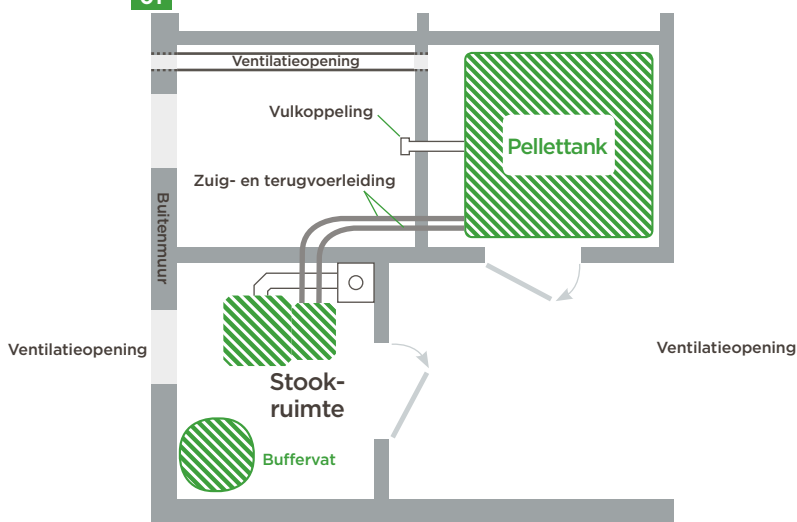 Ventilatieopening
Vulkoppeling
Pellettank
Zuig- en terugvoerleiding
Buitenmuur
Ventilatieopening
Ventilatieopening
Stook-
ruimte
Buffervat